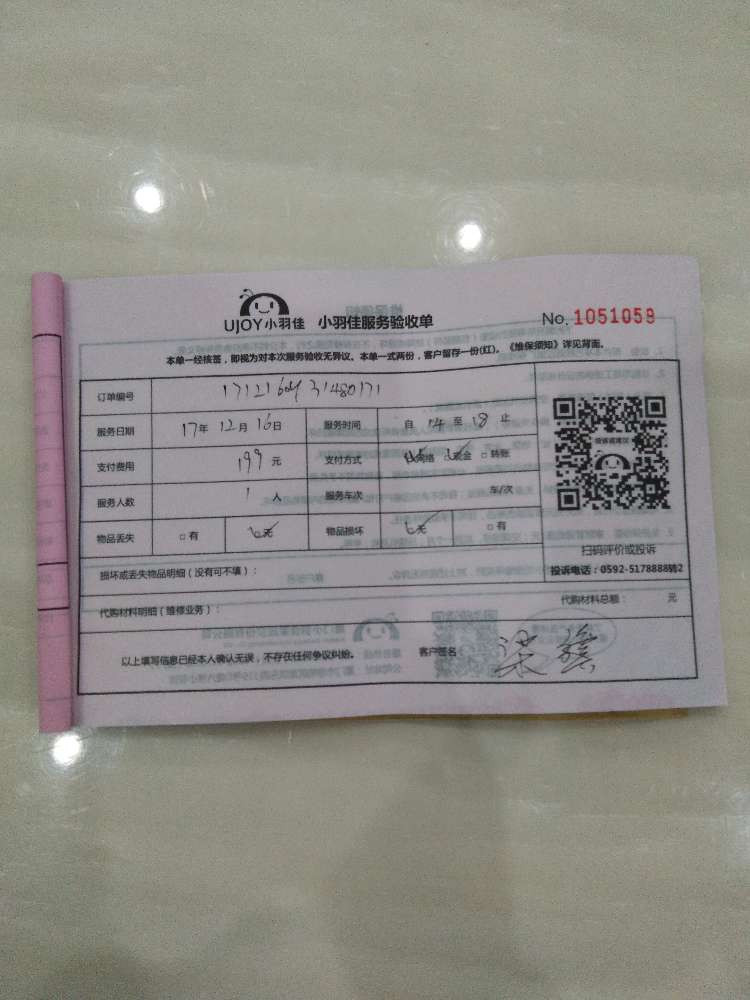 UJOY小羽佳 小羽佳服务验收单 No. 1051059
本单一经核签，即视为对本次服务验收无异议、本单一式两份，客户留存一份(红)。《维保须知》详见背面。
订单编号
服务日期 17年 12月 16日 服务时间 自 14 至 18 止
支付费用 199 元 支付方式 网络 现金 □ 转账
服务人数 1 人 服务车次 车/次
物品丢失 □ 有 无 物品损坏 无 □ 有
损坏或丢失物品明细（没有可不填）：
扫码评价或投诉
投诉电话：0592-5178888转2
代购材料明细（维修业务）： 代购材料总额： 元
以上填写信息已经本人确认无误，不存在任何争议纠纷。 客户签名